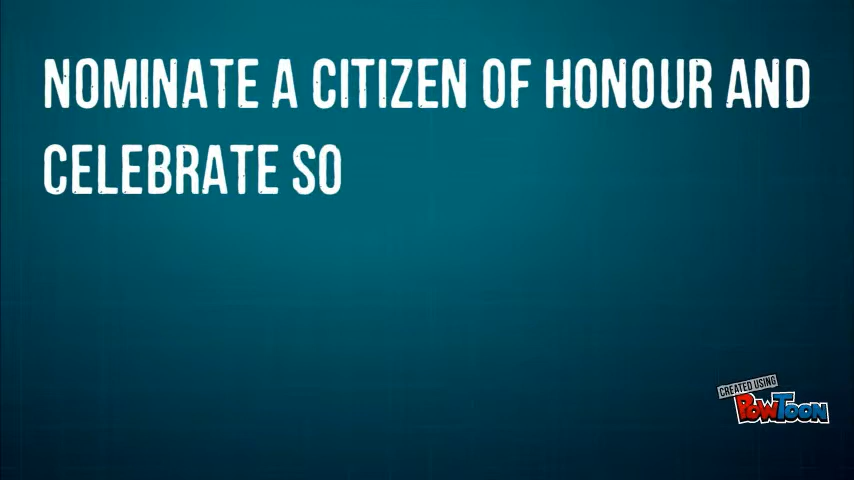 NOMINATE A CITIZEN OF HONOUR AND
CELEBRATE SO
CREATED USING
POWTOON